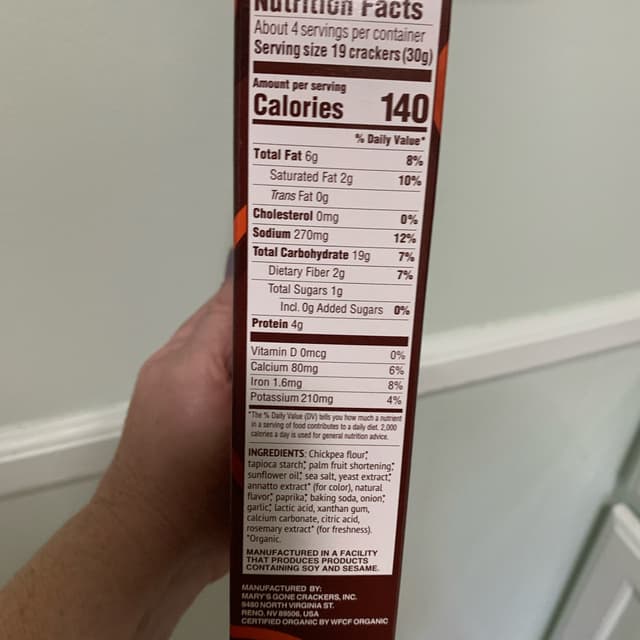 Nutrition Facts
About 4 servings per container
Serving size 19 crackers (30g)
Amount per serving
Calories 140
% Daily Value*
Total Fat 6g 8%
Saturated Fat 2g 10%
Trans Fat 0g
Cholesterol 0mg 0%
Sodium 270mg 12%
Total Carbohydrate 19g 7%
Dietary Fiber 2g 7%
Total Sugars 1g
Incl. 0g Added Sugars 0%
Protein 4g
Vitamin D 0mcg 0%
Calcium 80mg 6%
Iron 1.6mg 8%
Potassium 210mg 4%
*The % Daily Value (DV) tells you how much a nutrient
in a serving of food contributes to a daily diet. 2,000
calories a day is used for general nutrition advice.
INGREDIENTS: Chickpea flour*,
tapioca starch*, palm fruit shortening*,
sunflower oil*, sea salt, yeast extract*,
annatto extract* (for color), natural
flavor*, paprika*, baking soda, onion*,
garlic*, lactic acid, xanthan gum,
calcium carbonate, citric acid,
rosemary extract* (for freshness).
*Organic.
MANUFACTURED IN A FACILITY
THAT PRODUCES PRODUCTS
CONTAINING SOY AND SESAME.
MANUFACTURED BY:
MARY'S GONE CRACKERS, INC.
9480 NORTH VIRGINIA ST.
RENO, NV 89506, USA
CERTIFIED ORGANIC BY WFCF ORGANIC